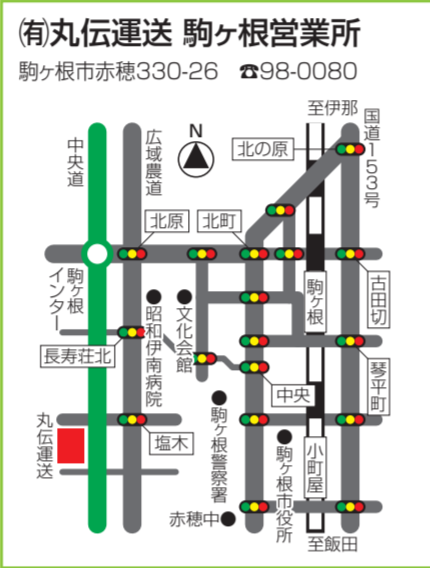 ㈲丸伝運送 駒ヶ根営業所
駒ヶ根市赤穂330-26 ☎98-0080
至伊那
国道153号
中央道
広域農道
N
北の原
北原
北町
駒ヶ根インター
駒ヶ根
古田切
昭和伊南病院
文化会館
長寿荘北
琴平町
中央
丸伝運送
塩木
駒ヶ根警察署
駒ヶ根市役所
小町屋
赤穂中
至飯田